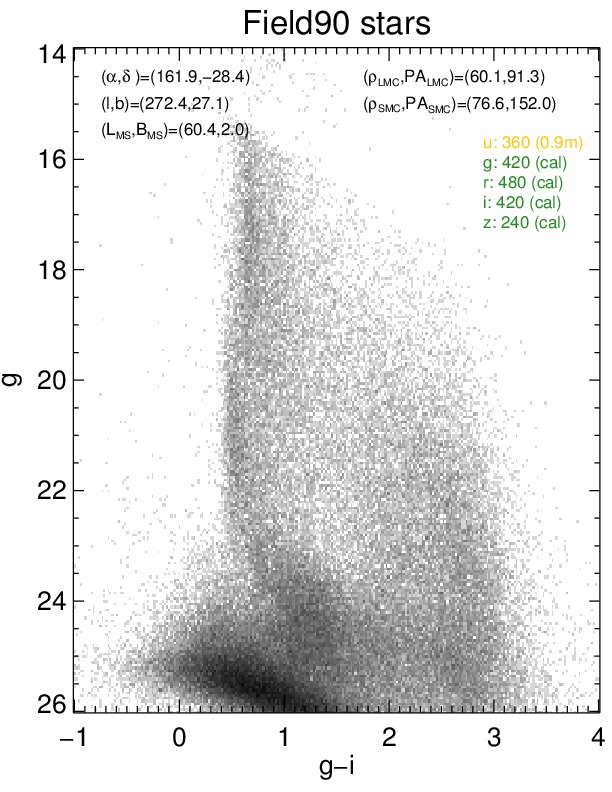 Field90 stars
(α,δ )=(161.9,−28.4)
(l,b)=(272.4,27.1)
(LMS,BMS)=(60.4,2.0)
(ρLMC,PALMC)=(60.1,91.3)
(ρSMC,PASMC)=(76.6,152.0)
u: 360 (0.9m)
g: 420 (cal)
r: 480 (cal)
i: 420 (cal)
z: 240 (cal)
14
16
18
20
22
24
26
g
−1 0 1 2 3 4
g−i